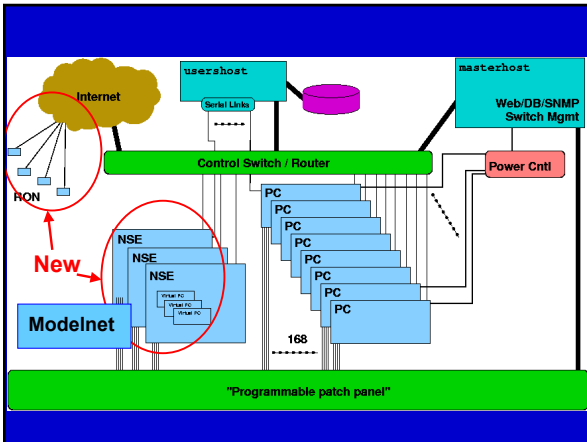 Internet
usershost
Serial Links
masterhost
Web/DB/SNMP
Switch Mgmt
Control Switch / Router
Power Cntl
RON
New
NSE
NSE
NSE
Virtual PC
Virtual PC
Virtual PC
Modelnet
PC
PC
PC
PC
PC
PC
PC
PC
168
"Programmable patch panel"